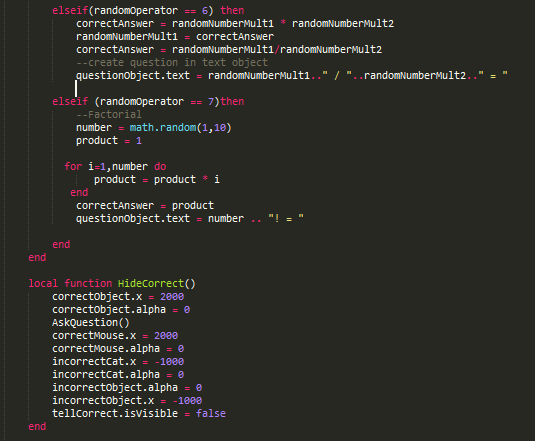 elseif(randomOperator == 6) then
correctAnswer = randomNumberMult1 * randomNumberMult2
randomNumberMult1 = correctAnswer
correctAnswer = randomNumberMult1/randomNumberMult2
--create question in text object
questionObject.text = randomNumberMult1.." / "..randomNumberMult2.." = "
elseif (randomOperator == 7)then
--Factorial
number = math.random(1,10)
product = 1
for i=1,number do
product = product * i
end
correctAnswer = product
questionObject.text = number .. "! = "
end
end
local function HideCorrect()
correctObject.x = 2000
correctObject.alpha = 0
AskQuestion()
correctMouse.x = 2000
correctMouse.alpha = 0
incorrectCat.x = -1000
incorrectCat.alpha = 0
incorrectObject.alpha = 0
incorrectObject.x = -1000
tellCorrect.isVisible = false
end